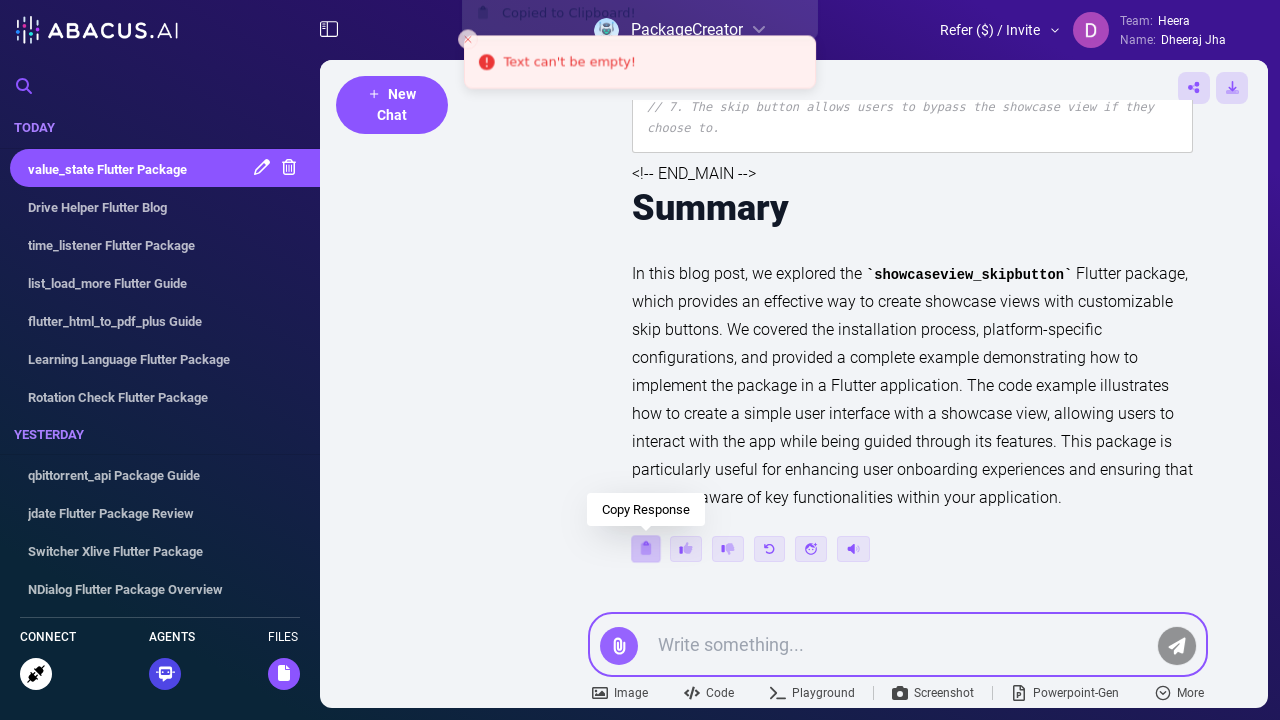 ABACUS.AI
Copied to Clipboard!
PackageCreator
Refer ($) / Invite
D
Team: Heera
Name: Dheeraj Jha
Text can't be empty!
+ New
Chat
TODAY
value_state Flutter Package
Drive Helper Flutter Blog
time_listener Flutter Package
list_load_more Flutter Guide
flutter_html_to_pdf_plus Guide
Learning Language Flutter Package
Rotation Check Flutter Package
YESTERDAY
qbittorrent_api Package Guide
jdate Flutter Package Review
Switcher Xlive Flutter Package
NDialog Flutter Package Overview
CONNECT
AGENTS
FILES
// 7. The skip button allows users to bypass the showcase view if they
choose to.
<!-- END_MAIN -->
Summary
In this blog post, we explored the `showcaseview_skipbutton` Flutter package,
which provides an effective way to create showcase views with customizable
skip buttons. We covered the installation process, platform-specific
configurations, and provided a complete example demonstrating how to
implement the package in a Flutter application. The code example illustrates
how to create a simple user interface with a showcase view, allowing users to
interact with the app while being guided through its features. This package is
particularly useful for enhancing user onboarding experiences and ensuring that
aware of key functionalities within your application.
Copy Response
Write something...
Image
Code
Playground
Screenshot
Powerpoint-Gen
More